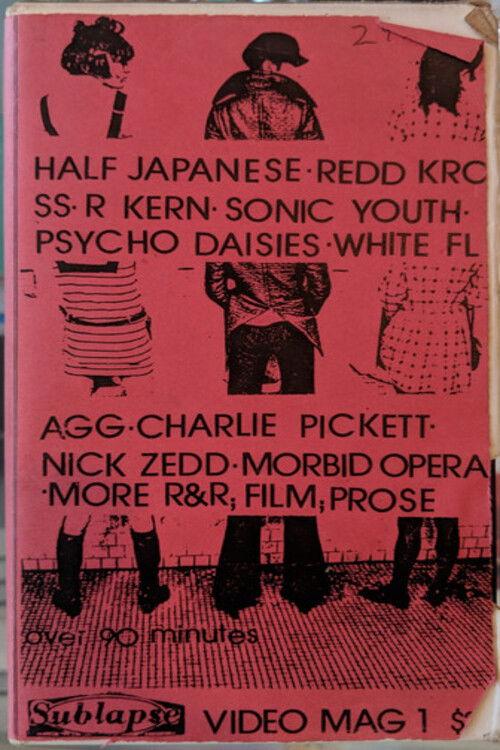 HALF JAPANESE·REDD KRO
SS·R KERN·SONIC YOUTH·
PSYCHO DAISIES·WHITE FL
AGG·CHARLIE PICKETT·
NICK ZEDD·MORBID OPERA
·MORE R&R; FILM; PROSE
over 90 minutes
Sublapse VIDEO MAG 1 $